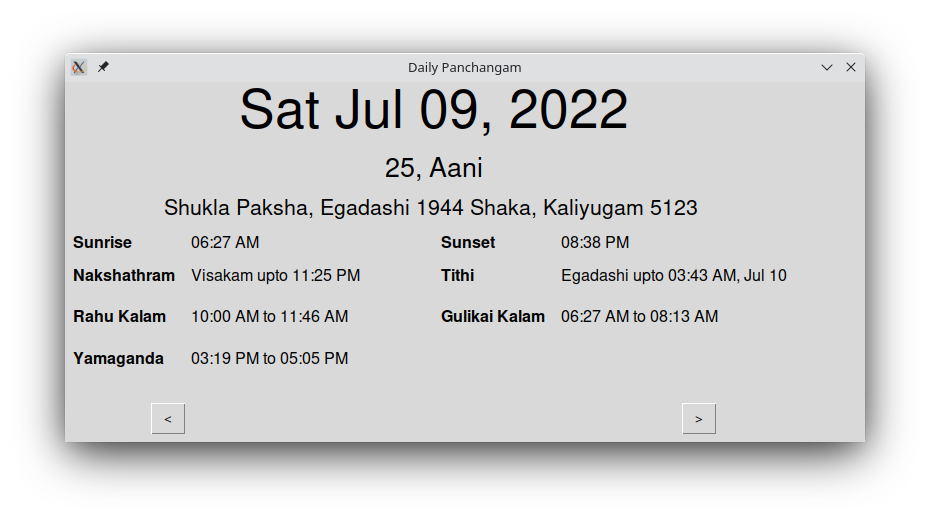 Daily Panchangam
Sat Jul 09, 2022
25, Aani
Shukla Paksha, Egadashi 1944 Shaka, Kaliyugam 5123
Sunrise 06:27 AM Sunset 08:38 PM
Nakshathram Visakam upto 11:25 PM Tithi Egadashi upto 03:43 AM, Jul 10
Rahu Kalam 10:00 AM to 11:46 AM Gulikai Kalam 06:27 AM to 08:13 AM
Yamaganda 03:19 PM to 05:05 PM
< >